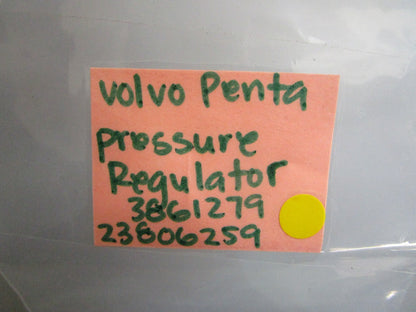 volvo Penta
pressure
Regulator
3861279
23806259